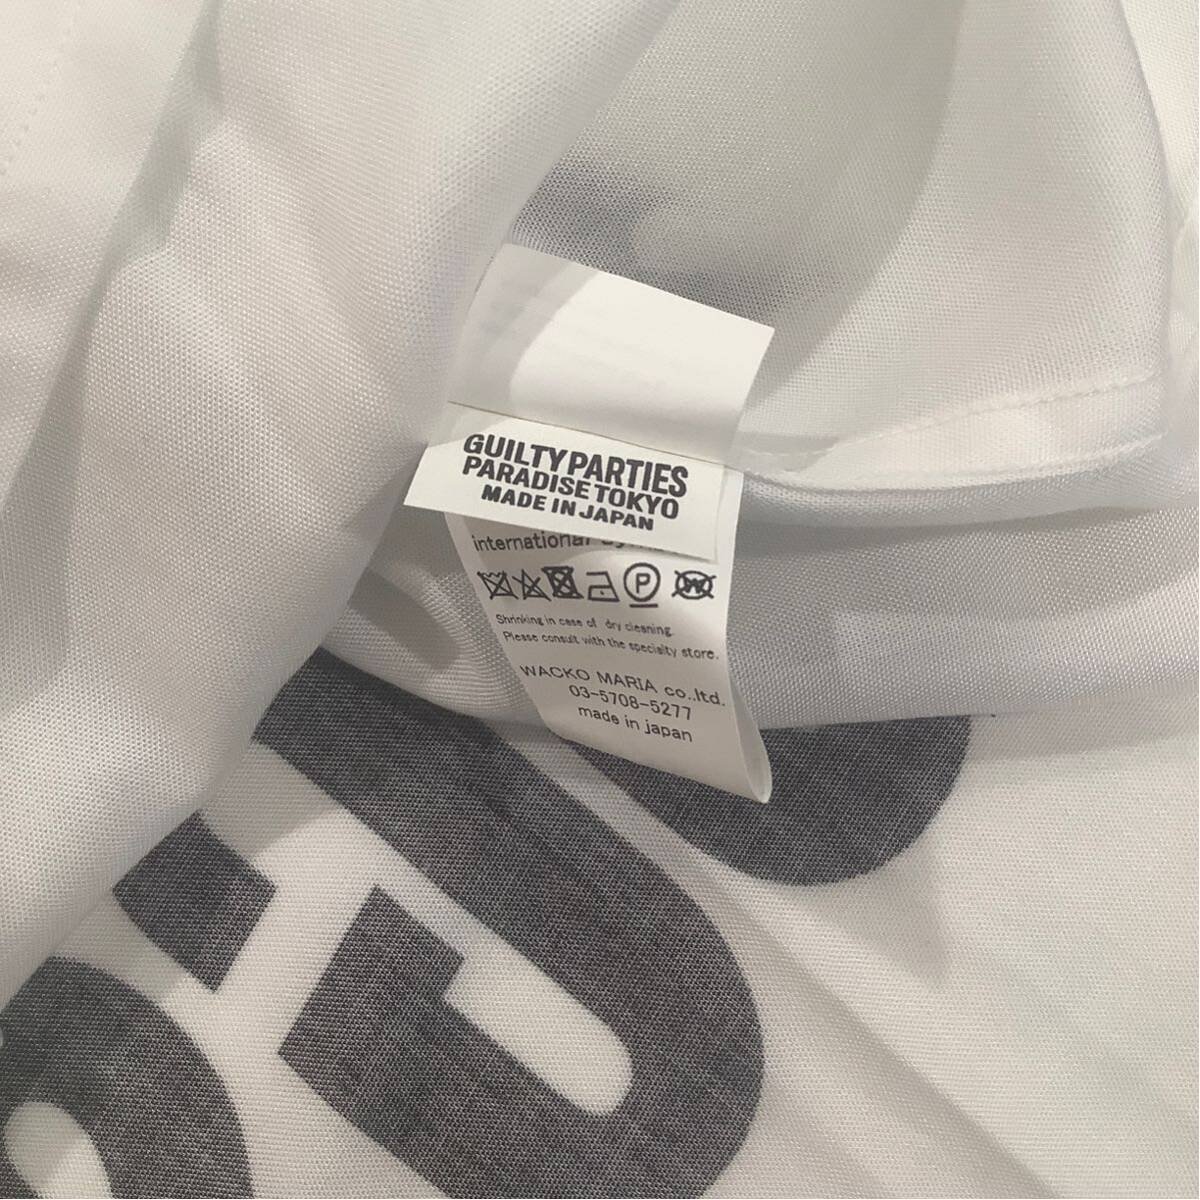 GUILTY PARTIES
PARADISE TOKYO
MADE IN JAPAN
international
P
W
Shrinking in case of dry cleaning.
Please consult with the specialty store.
WACKO MARIA co.,ltd.
03-5708-5277
made in japan